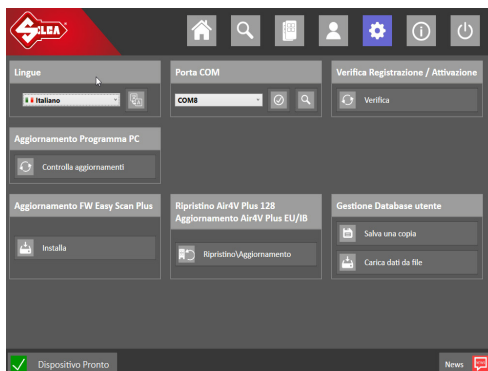 SILCA
Lingue
Italiano
Porta COM
COM8
Verifica Registrazione / Attivazione
Verifica
Aggiornamento Programma PC
Controlla aggiornamenti
Aggiornamento FW Easy Scan Plus
Installa
Ripristino Air4V Plus 128
Aggiornamento Air4V Plus EU/IB
Ripristino\Aggiornamento
Gestione Database utente
Salva una copia
Carica dati da file
Dispositivo Pronto
News